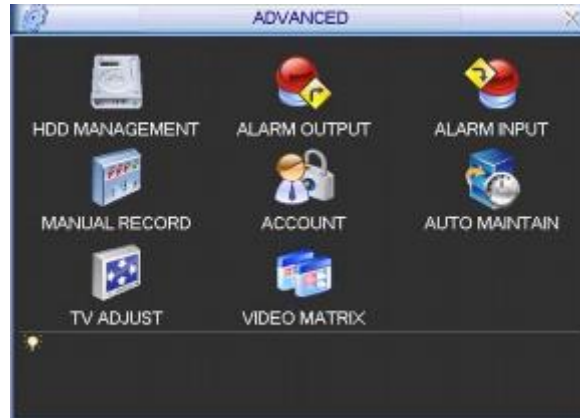 ADVANCED
HDD MANAGEMENT ALARM OUTPUT ALARM INPUT
MANUAL RECORD ACCOUNT AUTO MAINTAIN
TV ADJUST VIDEO MATRIX